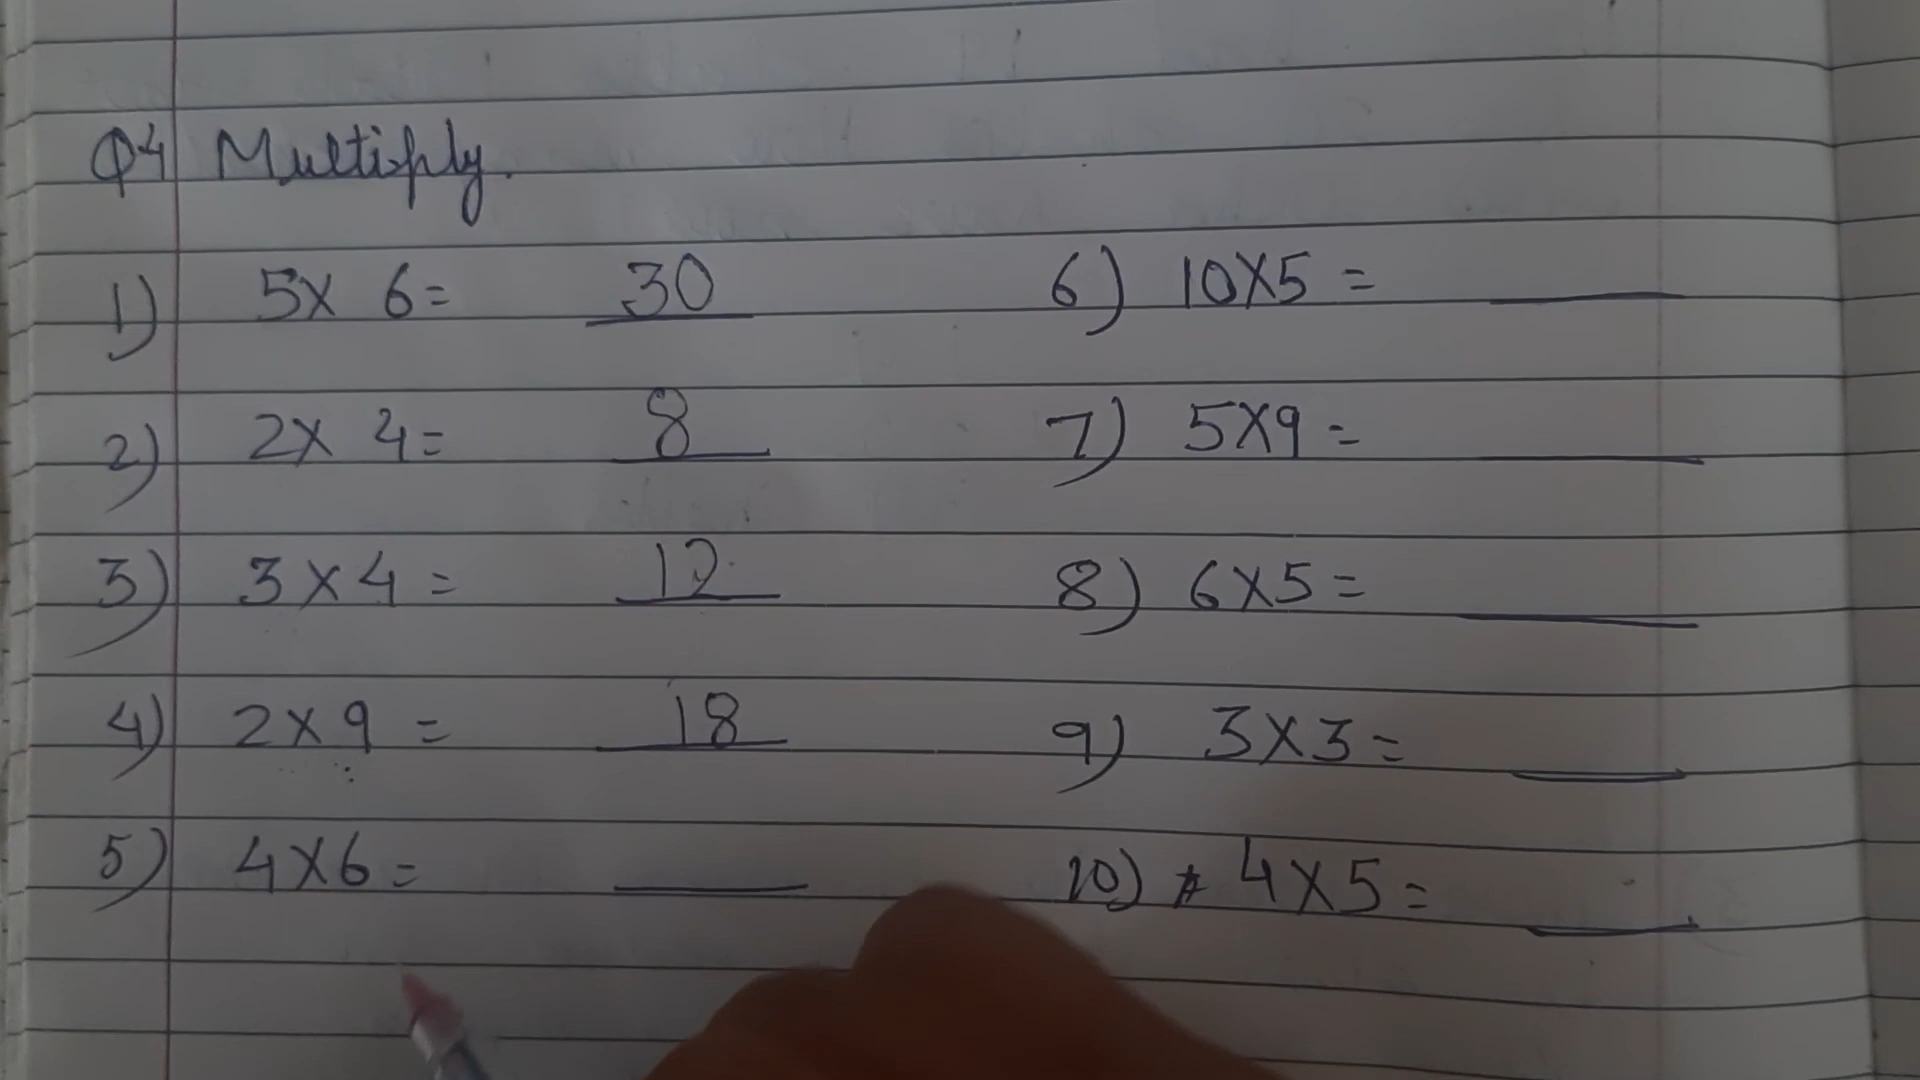 Q4 Multiply.
1) 5x 6= 30
2) 2x 4= 8
3) 3x4= 12
4) 2x9 = 18
5) 4x6=
6) 10x5 =
7) 5x9 =
8) 6x5=
9) 3x3=
10) 4x5=